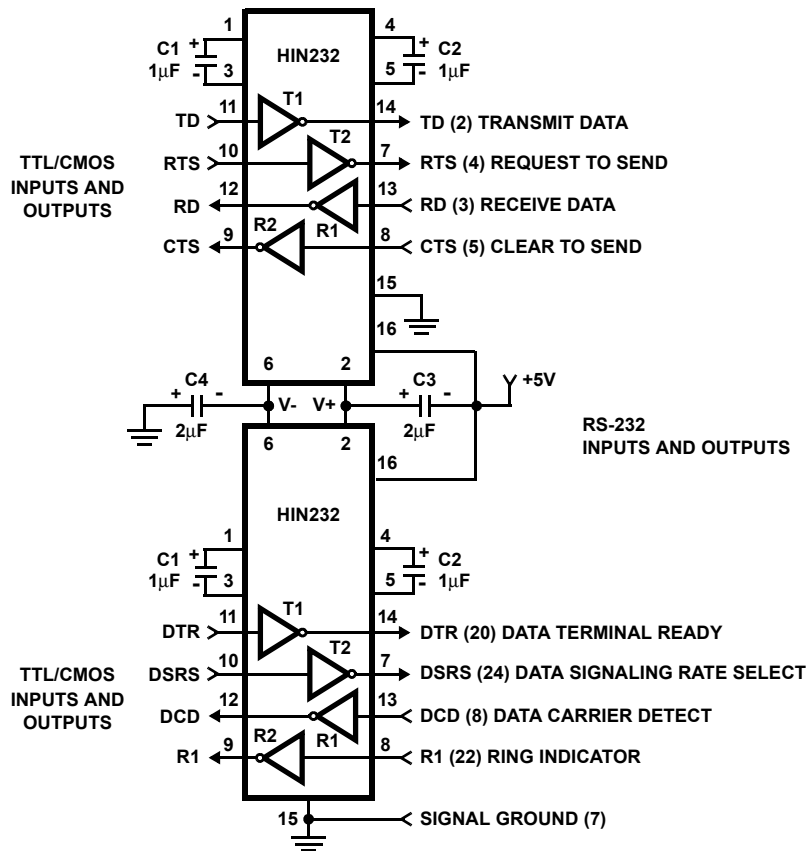 1 4
C1 + HIN232 + C2
1μF - 3 5 - 1μF
11 T1 14
TD TD (2) TRANSMIT DATA
10 T2 7
RTS RTS (4) REQUEST TO SEND
TTL/CMOS
INPUTS AND
OUTPUTS
12 13
RD RD (3) RECEIVE DATA
9 R2 R1 8
CTS CTS (5) CLEAR TO SEND
15
16
6 2
C4 C3 +5V
+ - V- V+ + -
2μF 2μF
RS-232
INPUTS AND OUTPUTS
6 2
16
HIN232
1 4
C1 + + C2
1μF - 3 5 - 1μF
11 T1 14
DTR DTR (20) DATA TERMINAL READY
10 T2 7
DSRS DSRS (24) DATA SIGNALING RATE SELECT
TTL/CMOS
INPUTS AND
OUTPUTS
12 13
DCD DCD (8) DATA CARRIER DETECT
9 R2 R1 8
R1 R1 (22) RING INDICATOR
15 SIGNAL GROUND (7)